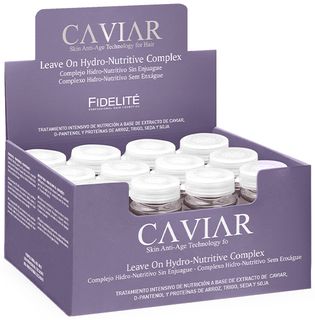 CAVIAR
Skin Anti-Age Technology for Hair
Leave On Hydro-Nutritive Complex
Complejo Hidro-Nutritivo Sin Enjuague
Complexo Hidro-Nutritivo Sem Enxágue
FIDELITÉ
TRATAMIENTO INTENSIVO DE NUTRICIÓN A BASE DE EXTRACTO DE CAVIAR,
D-PANTENOL Y PROTEÍNAS DE ARROZ, TRIGO, SEDA Y SOJA
CAVIAR
Skin Anti-Age Technology fo
Leave On Hydro-Nutritive Complex
Complejo Hidro-Nutritivo Sin Enjuague - Complexo Hidro-Nutritivo Sem Enxágue
TRATAMIENTO INTENSIVO DE NUTRICIÓN A BASE DE EXTRACTO DE CAVIAR,
D-PANTENOL Y PROTEÍNAS DE ARROZ, TRIGO, SEDA Y SOJA